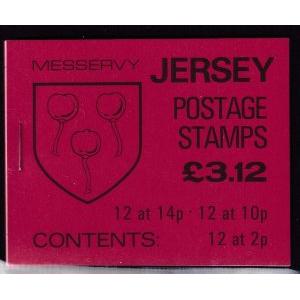 MESSERVY
JERSEY
POSTAGE
STAMPS
£3.12
12 at 14p · 12 at 10p
CONTENTS: 12 at 2p